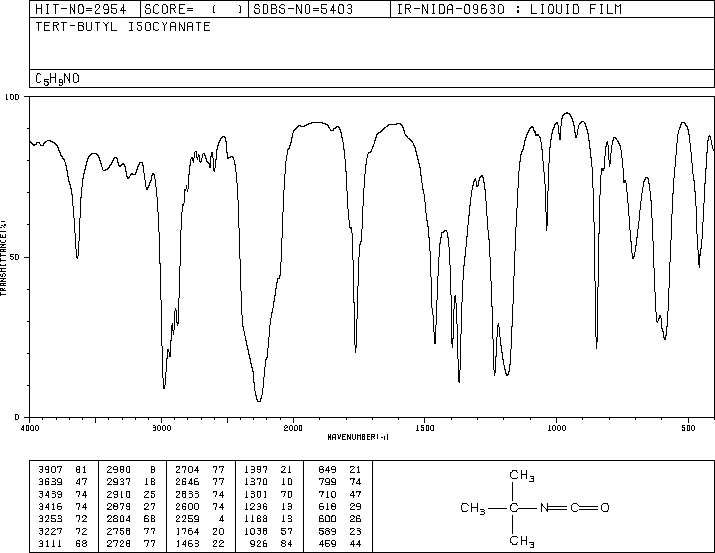 HIT-NO=2954 SCORE= ( ) SDBS-NO=5403 IR-NIDA-09630 : LIQUID FILM
TERT-BUTYL ISOCYANATE
C5H9NO
100
50
0
TRANSMITTANCE(%)
4000 3000 2000 1500 1000 500
WAVENUMBER(-1)
3907 81 2980 8 2704 77 1397 21 849 21
3639 47 2937 18 2646 77 1370 10 799 74
3439 74 2910 25 2633 74 1301 70 710 47
3416 74 2879 27 2600 74 1236 13 618 29
3253 72 2804 68 2259 4 1188 13 600 26
3227 72 2758 77 1764 20 1038 57 589 23
3111 68 2728 77 1463 22 926 84 459 44
CH3
CH3 C N C O
CH3